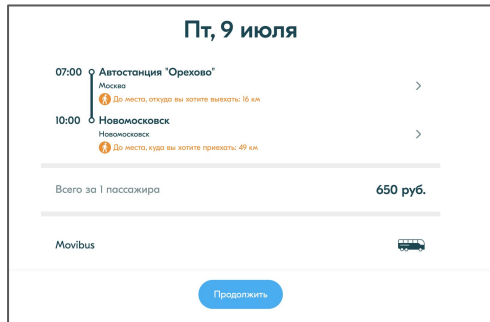 Пт, 9 июля
07:00 Автостанция "Орехово"
Москва
До места, откуда вы хотите выехать: 16 км
10:00 Новомосковск
Новомосковск
До места, куда вы хотите приехать: 49 км
Всего за 1 пассажира 650 руб.
Movibus
Продолжить